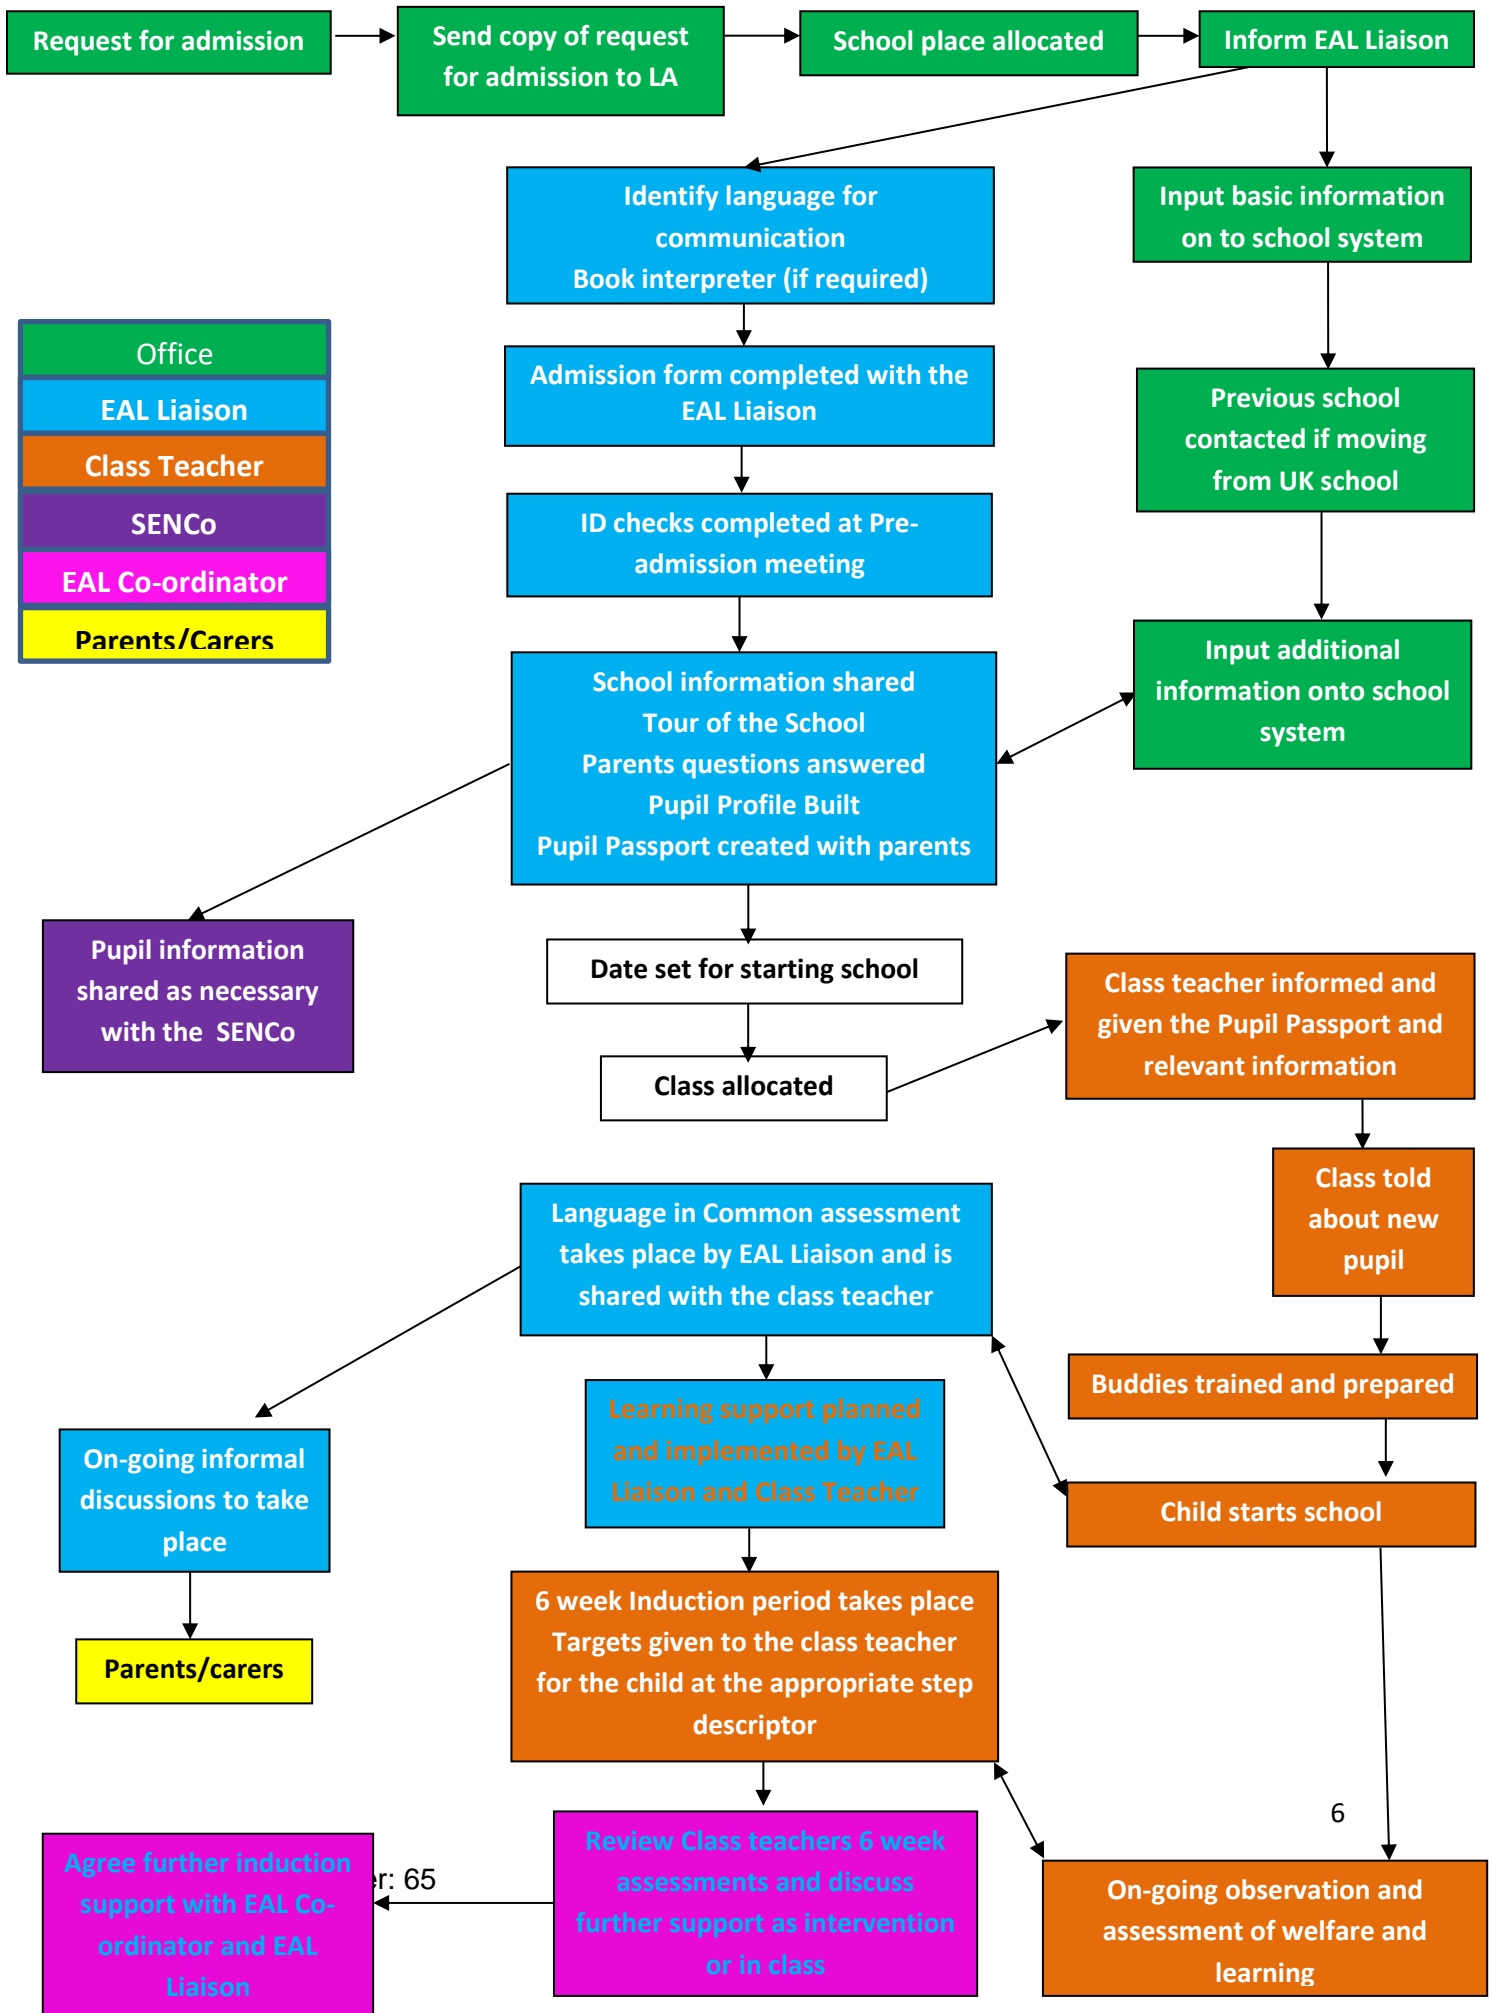 Request for admission
Send copy of request
for admission to LA
School place allocated
Inform EAL Liaison
Identify language for
communication
Book interpreter (if required)
Input basic information
on to school system
Office
EAL Liaison
Class Teacher
SENCo
EAL Co-ordinator
Parents/Carers
Admission form completed with the
EAL Liaison
Previous school
contacted if moving
from UK school
ID checks completed at Pre-
admission meeting
School information shared
Tour of the School
Parents questions answered
Pupil Profile Built
Pupil Passport created with parents
Input additional
information onto school
system
Pupil information
shared as necessary
with the  SENCo
Date set for starting school
Class allocated
Class teacher informed and
given the Pupil Passport and
relevant information
Class told
about new
pupil
Language in Common assessment
takes place by EAL Liaison and is
shared with the class teacher
Buddies trained and prepared
Learning support planned
and implemented by EAL
Liaison and Class Teacher
On-going informal
discussions to take
place
Child starts school
6 week Induction period takes place
Targets given to the class teacher
for the child at the appropriate step
descriptor
Parents/carers
6
Review Class teachers 6 week
assessments and discuss
further support as intervention
or in class
Agree further induction
support with EAL Co-
ordinator and EAL
Liaison
er: 65
On-going observation and
assessment of welfare and
learning